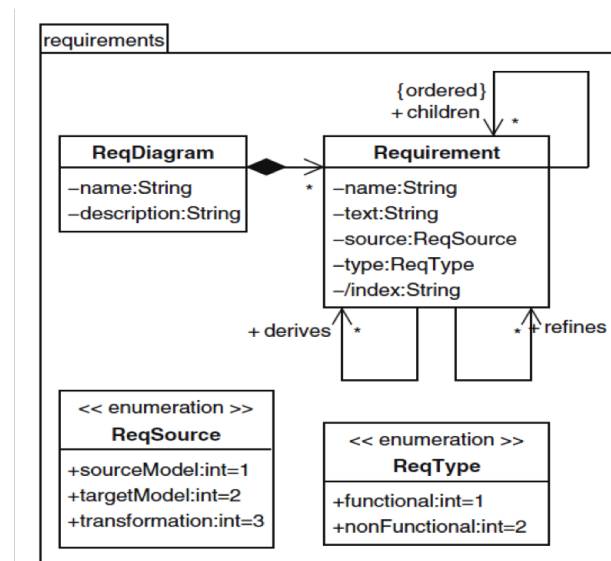 requirements
{ordered}
+ children
*
ReqDiagram
–name:String
–description:String
*
Requirement
–name:String
–text:String
–source:ReqSource
–type:ReqType
–/index:String
+ derives
*
*
+ refines
<< enumeration >>
ReqSource
+sourceModel:int=1
+targetModel:int=2
+transformation:int=3
<< enumeration >>
ReqType
+functional:int=1
+nonFunctional:int=2